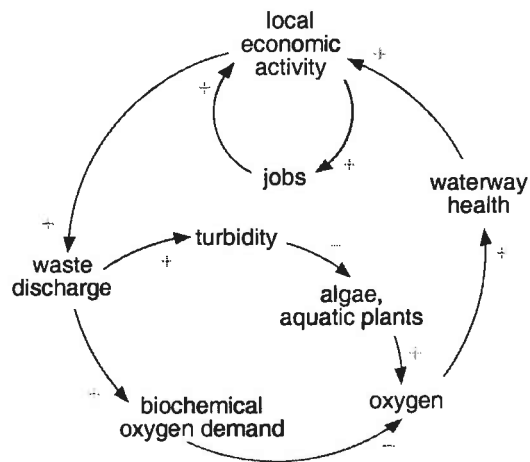 local
economic
activity
+
+
+
jobs
+
waterway
health
+
turbidity
−
waste
discharge
+
+
algae,
aquatic plants
+
+
oxygen
biochemical
oxygen demand
−